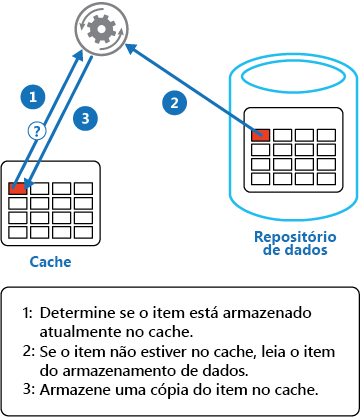 1
2
3
?
Cache
Repositório
de dados
1: Determine se o item está armazenado
atualmente no cache.
2: Se o item não estiver no cache, leia o item
do armazenamento de dados.
3: Armazene uma cópia do item no cache.